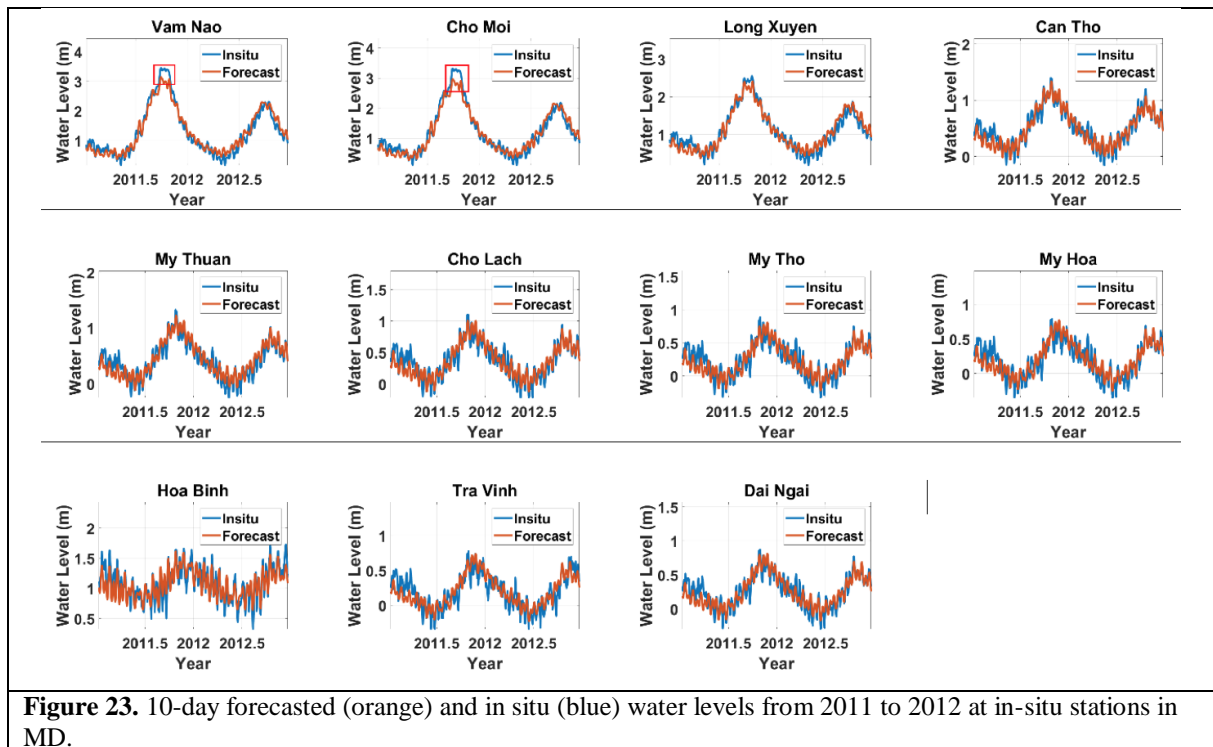 Vam Nao
Cho Moi
Long Xuyen
Can Tho
Water Level (m)
4
3
2
1
Insitu
Forecast
2011.5 2012 2012.5
Year
Water Level (m)
4
3
2
1
Insitu
Forecast
2011.5 2012 2012.5
Year
Water Level (m)
3
2
1
Insitu
Forecast
2011.5 2012 2012.5
Year
Water Level (m)
2
1
0
Insitu
Forecast
2011.5 2012 2012.5
Year
My Thuan
Cho Lach
My Tho
My Hoa
Water Level (m)
2
1
0
Insitu
Forecast
2011.5 2012 2012.5
Year
Water Level (m)
1.5
1
0.5
0
Insitu
Forecast
2011.5 2012 2012.5
Year
Water Level (m)
1.5
1
0.5
0
Insitu
Forecast
2011.5 2012 2012.5
Year
Water Level (m)
1
0.5
0
Insitu
Forecast
2011.5 2012 2012.5
Year
Hoa Binh
Tra Vinh
Dai Ngai
Water Level (m)
2
1.5
1
0.5
Insitu
Forecast
2011.5 2012 2012.5
Year
Water Level (m)
1
0.5
0
Insitu
Forecast
2011.5 2012 2012.5
Year
Water Level (m)
1.5
1
0.5
0
Insitu
Forecast
2011.5 2012 2012.5
Year
Figure 23. 10-day forecasted (orange) and in situ (blue) water levels from 2011 to 2012 at in-situ stations in
MD.